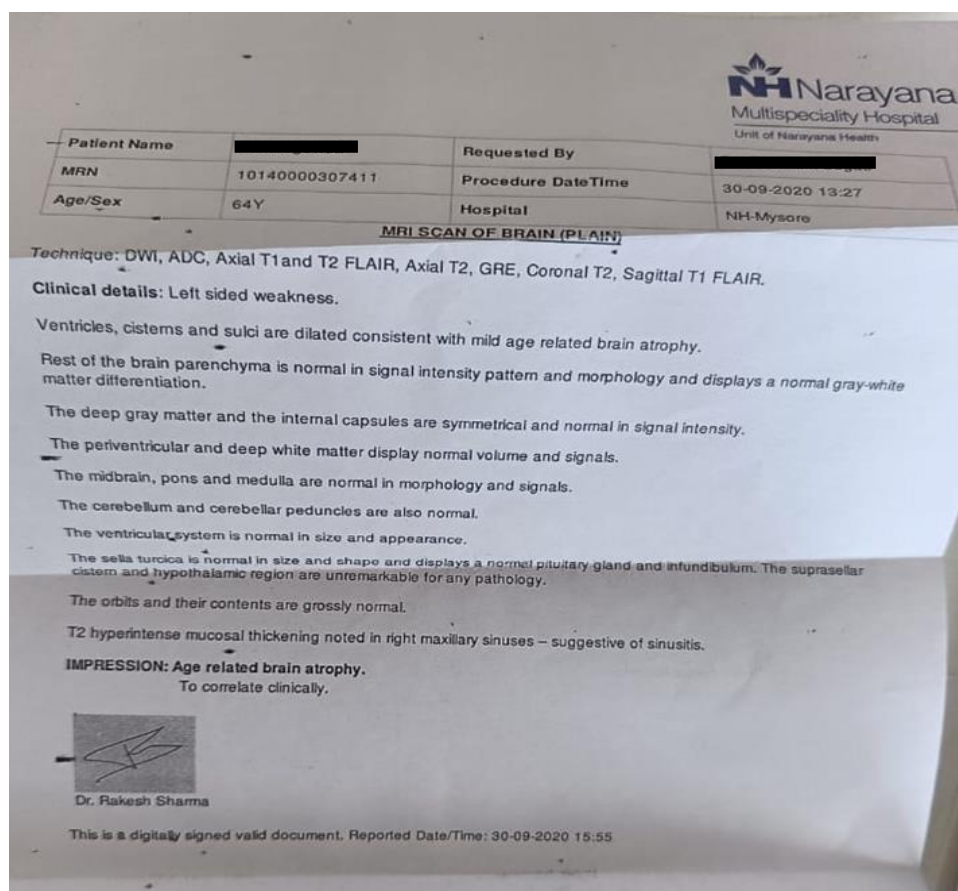 NH Narayana
Multispeciality Hospital
Unit of Narayana Health
Patient Name
Requested By
MRN 10140000307411 Procedure DateTime 30-09-2020 13:27
Age/Sex 64Y Hospital NH-Mysore
MRI SCAN OF BRAIN (PLAIN)
Technique: DWI, ADC, Axial T1and T2 FLAIR, Axial T2, GRE, Coronal T2, Sagittal T1 FLAIR.
Clinical details: Left sided weakness.
Ventricles, cisterns and sulci are dilated consistent with mild age related brain atrophy.
Rest of the brain parenchyma is normal in signal intensity pattern and morphology and displays a normal gray-white
matter differentiation.
The deep gray matter and the internal capsules are symmetrical and normal in signal intensity.
The periventricular and deep white matter display normal volume and signals.
The midbrain, pons and medulla are normal in morphology and signals.
The cerebellum and cerebellar peduncles are also normal.
The ventricular system is normal in size and appearance.
The sella turcica is normal in size and shape and displays a normal pituitary gland and infundibulum. The suprasellar
cistern and hypothalamic region are unremarkable for any pathology.
The orbits and their contents are grossly normal.
T2 hyperintense mucosal thickening noted in right maxillary sinuses – suggestive of sinusitis.
IMPRESSION: Age related brain atrophy.
To correlate clinically.
Dr. Rakesh Sharma
This is a digitally signed valid document. Reported Date/Time: 30-09-2020 15:55